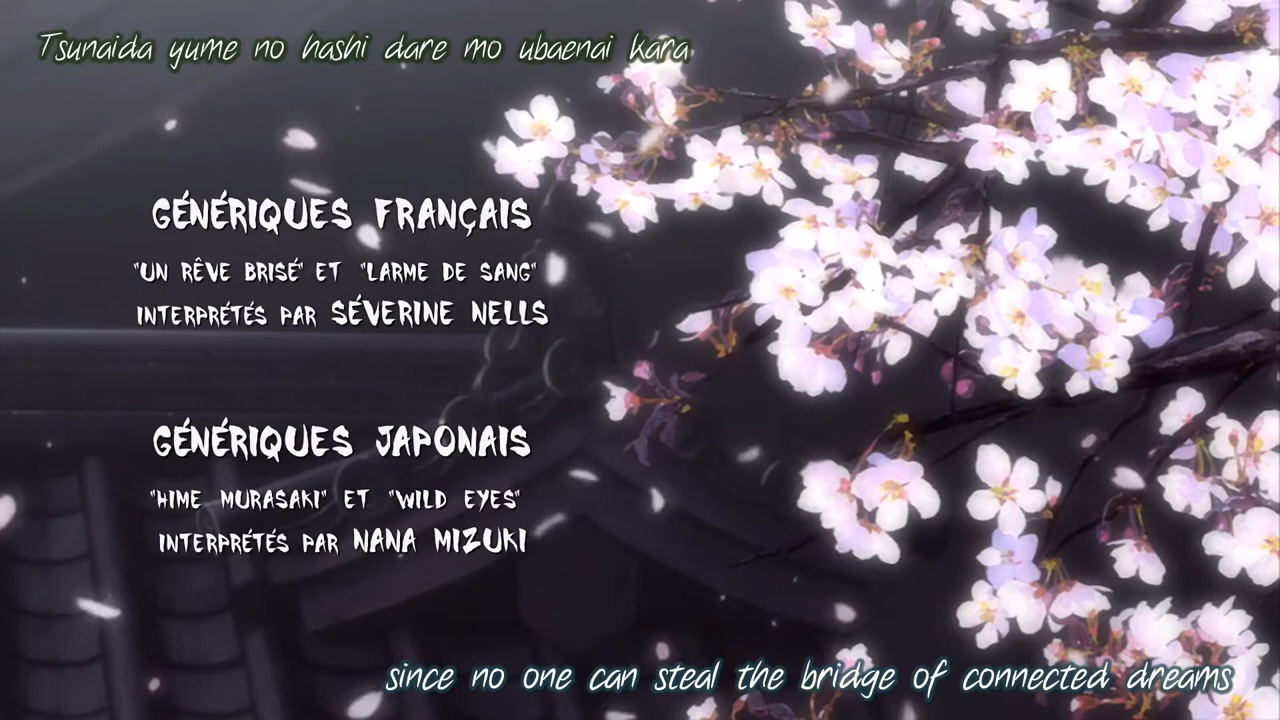 Tsunaida yume no hashi dare mo ubaenai kara
GÉNÉRIQUES FRANÇAIS
"UN RÊVE BRISÉ" ET "LARME DE SANG"
INTERPRÉTÉS PAR SÉVERINE NELLS
GÉNÉRIQUES JAPONAIS
"HIME MURASAKI" ET "WILD EYES"
INTERPRÉTÉS PAR NANA MIZUKI
since no one can steal the bridge of connected dreams